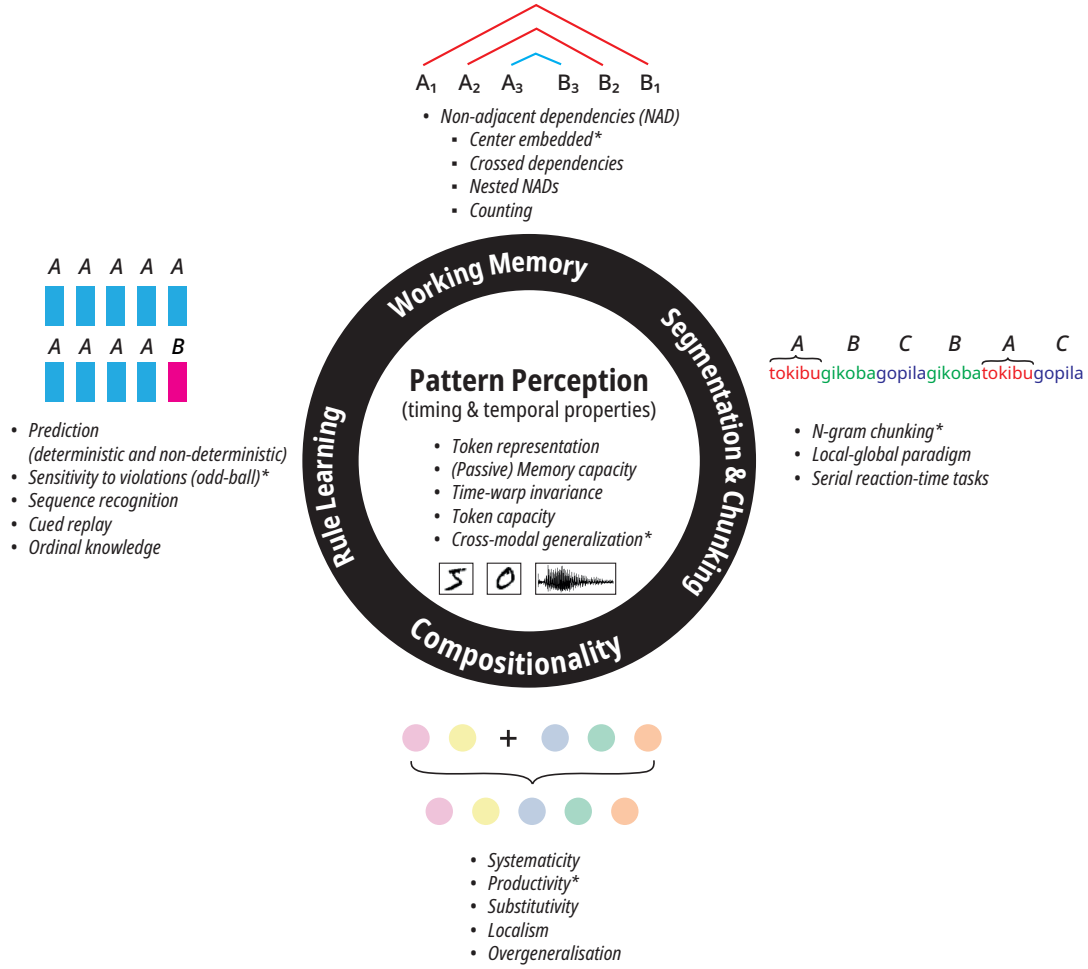 A₁ A₂ A₃ B₃ B₂ B₁
• Non-adjacent dependencies (NAD)
▪ Center embedded*
▪ Crossed dependencies
▪ Nested NADs
▪ Counting
A A A A A
A A A A B
• Prediction
(deterministic and non-deterministic)
• Sensitivity to violations (odd-ball)*
• Sequence recognition
• Cued replay
• Ordinal knowledge
Working Memory
Segmentation & Chunking
Rule Learning
Compositionality
Pattern Perception
(timing & temporal properties)
• Token representation
• (Passive) Memory capacity
• Time-warp invariance
• Token capacity
• Cross-modal generalization*
5 0
A B C B A C
tokibugikobagopilagikobatokibugopila
• N-gram chunking*
• Local-global paradigm
• Serial reaction-time tasks
+
• Systematicity
• Productivity*
• Substitutivity
• Localism
• Overgeneralisation